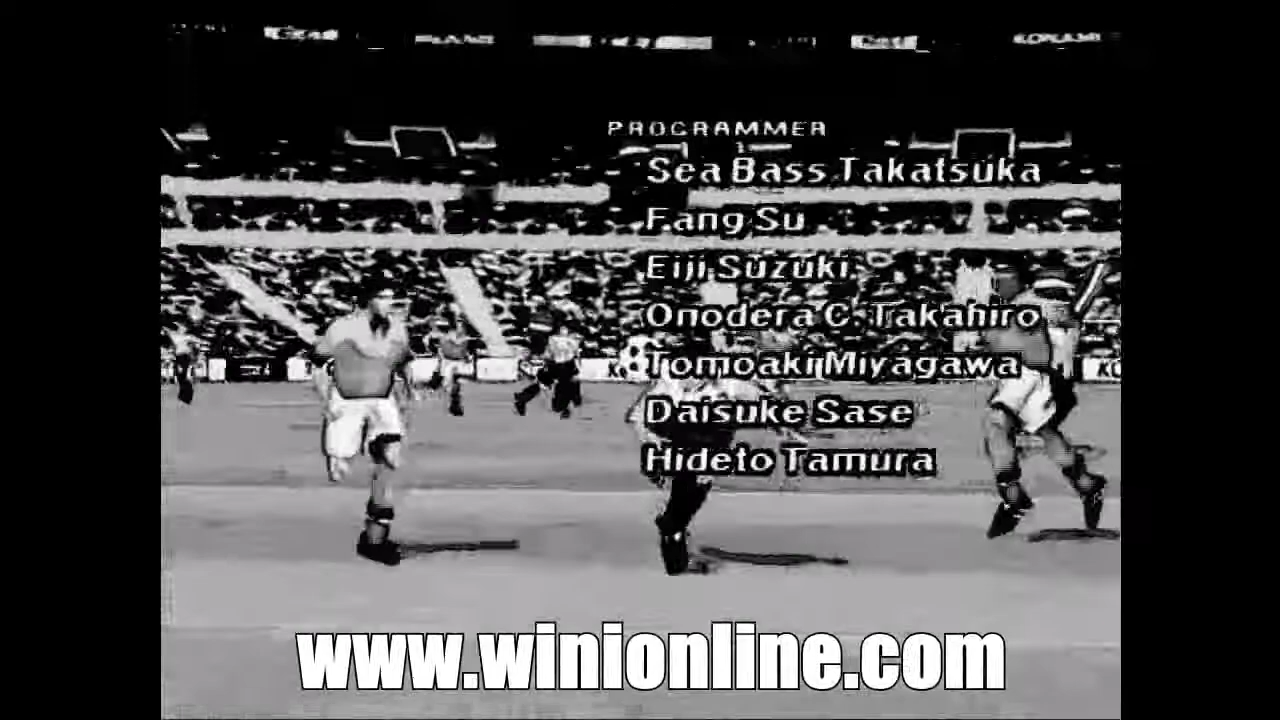 KONAMI
PROGRAMMER
Sea Bass Takatsuka
Fang Su
Eiji Suzuki
Onodera C. Takahiro
Tomoaki Miyagawa
Daisuke Sase
Hideto Tamura
www.winionline.com